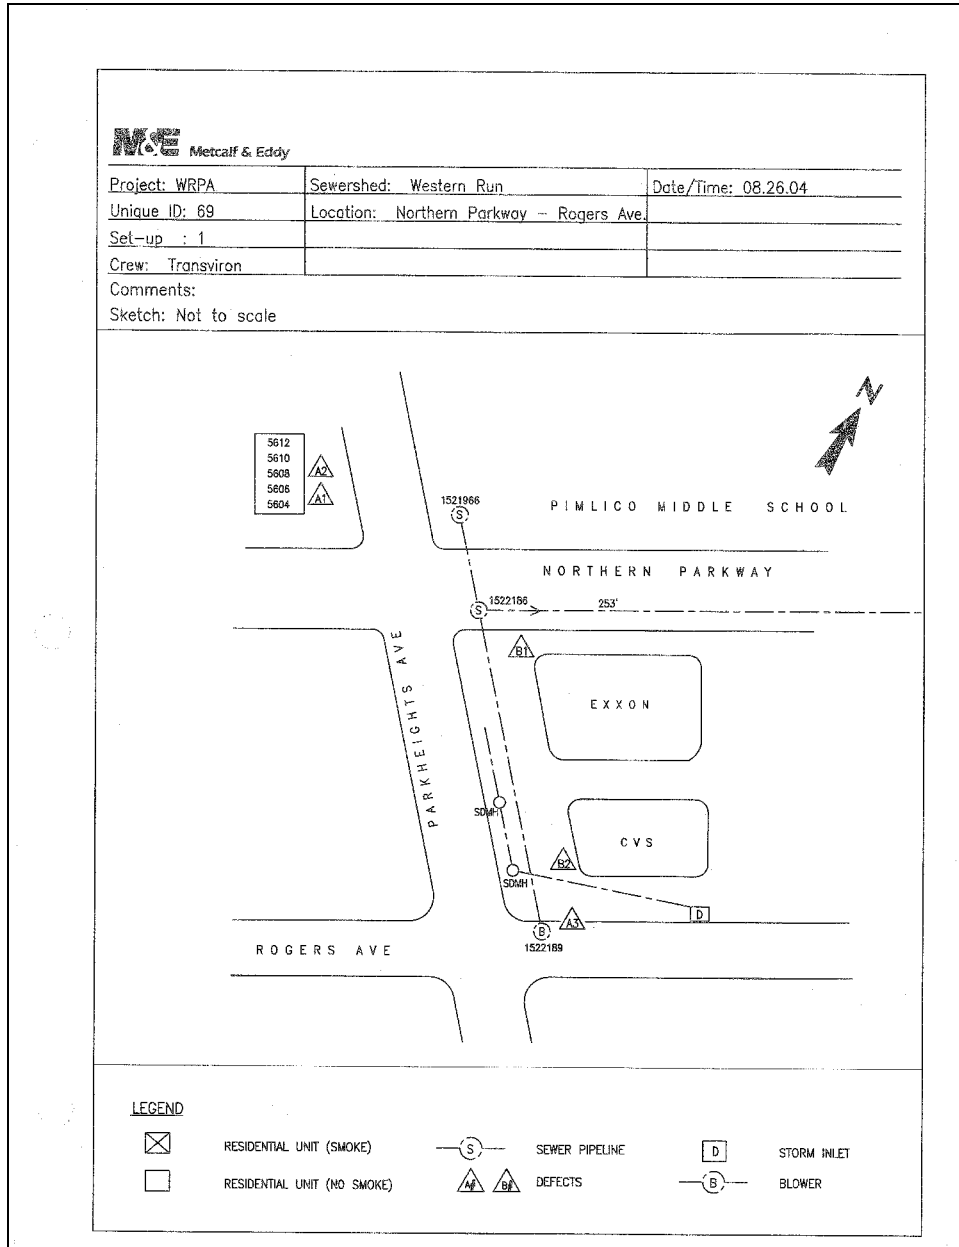 M&E Metcalf & Eddy
Project: WRPA
Sewershed: Western Run
Date/Time: 08.26.04
Unique ID: 69
Location: Northern Parkway - Rogers Ave.
Set-up : 1
Crew: Transviron
Comments:
Sketch: Not to scale
N
5612
5610
5608
5606
5604
A2
A1
1521966
S
PIMLICO MIDDLE SCHOOL
NORTHERN PARKWAY
1522186
S
253'
PARKHEIGHTS AVE
B1
EXXON
SDMH
CVS
B2
SDMH
D
A3
B
1522189
ROGERS AVE
LEGEND
RESIDENTIAL UNIT (SMOKE)
S
SEWER PIPELINE
D
STORM INLET
RESIDENTIAL UNIT (NO SMOKE)
A#
B#
DEFECTS
B
BLOWER